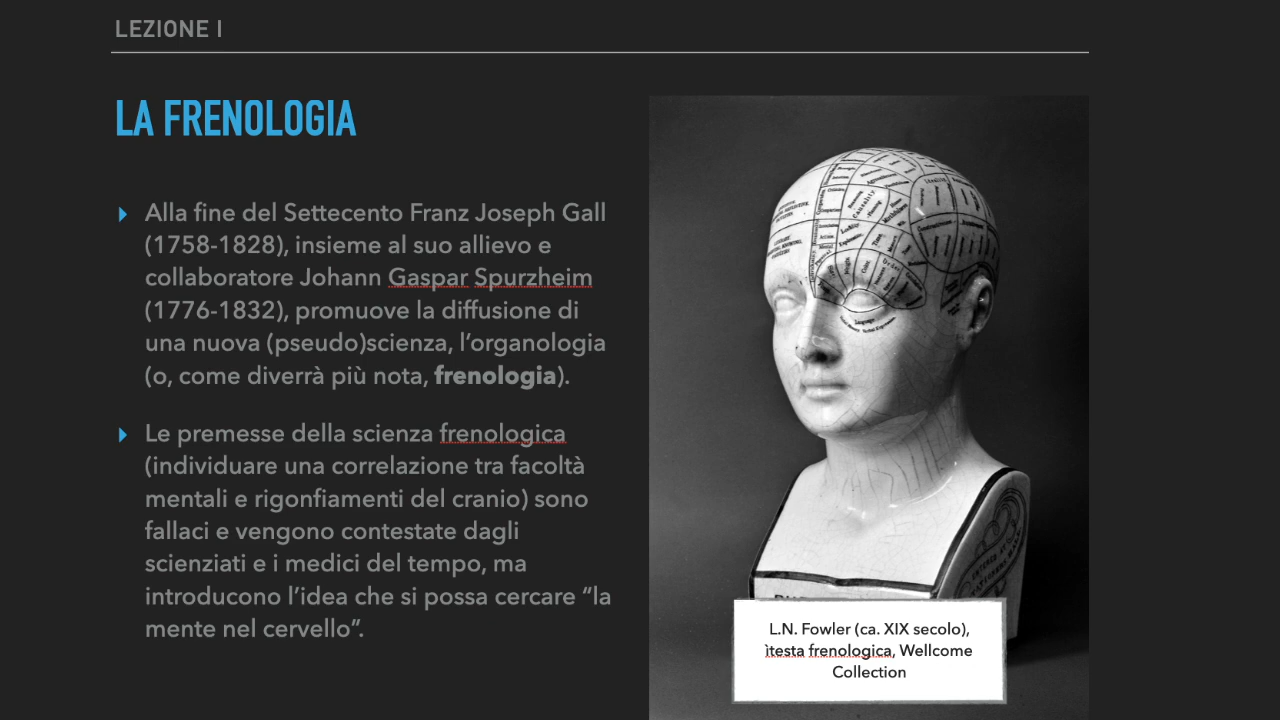 LEZIONE I
LA FRENOLOGIA
Alla fine del Settecento Franz Joseph Gall
(1758-1828), insieme al suo allievo e
collaboratore Johann Gaspar Spurzheim
(1776-1832), promuove la diffusione di
una nuova (pseudo)scienza, l’organologia
(o, come diverrà più nota, frenologia).
Le premesse della scienza frenologica
(individuare una correlazione tra facoltà
mentali e rigonfiamenti del cranio) sono
fallaci e vengono contestate dagli
scienziati e i medici del tempo, ma
introducono l’idea che si possa cercare “la
mente nel cervello”.
Causality
Language
L.N. Fowler (ca. XIX secolo),
ìtesta frenologica, Wellcome
Collection